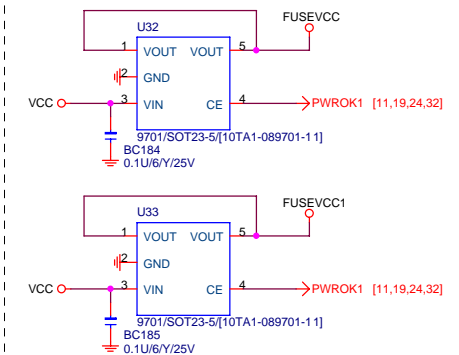 FUSEVCC
U32
1 VOUT VOUT 5
2 GND
VCC 3 VIN CE 4 PWROK1 [11,19,24,32]
9701/SOT23-5/[10TA1-089701-11]
BC184
0.1U/6/Y/25V
FUSEVCC1
U33
1 VOUT VOUT 5
2 GND
VCC 3 VIN CE 4 PWROK1 [11,19,24,32]
9701/SOT23-5/[10TA1-089701-11]
BC185
0.1U/6/Y/25V